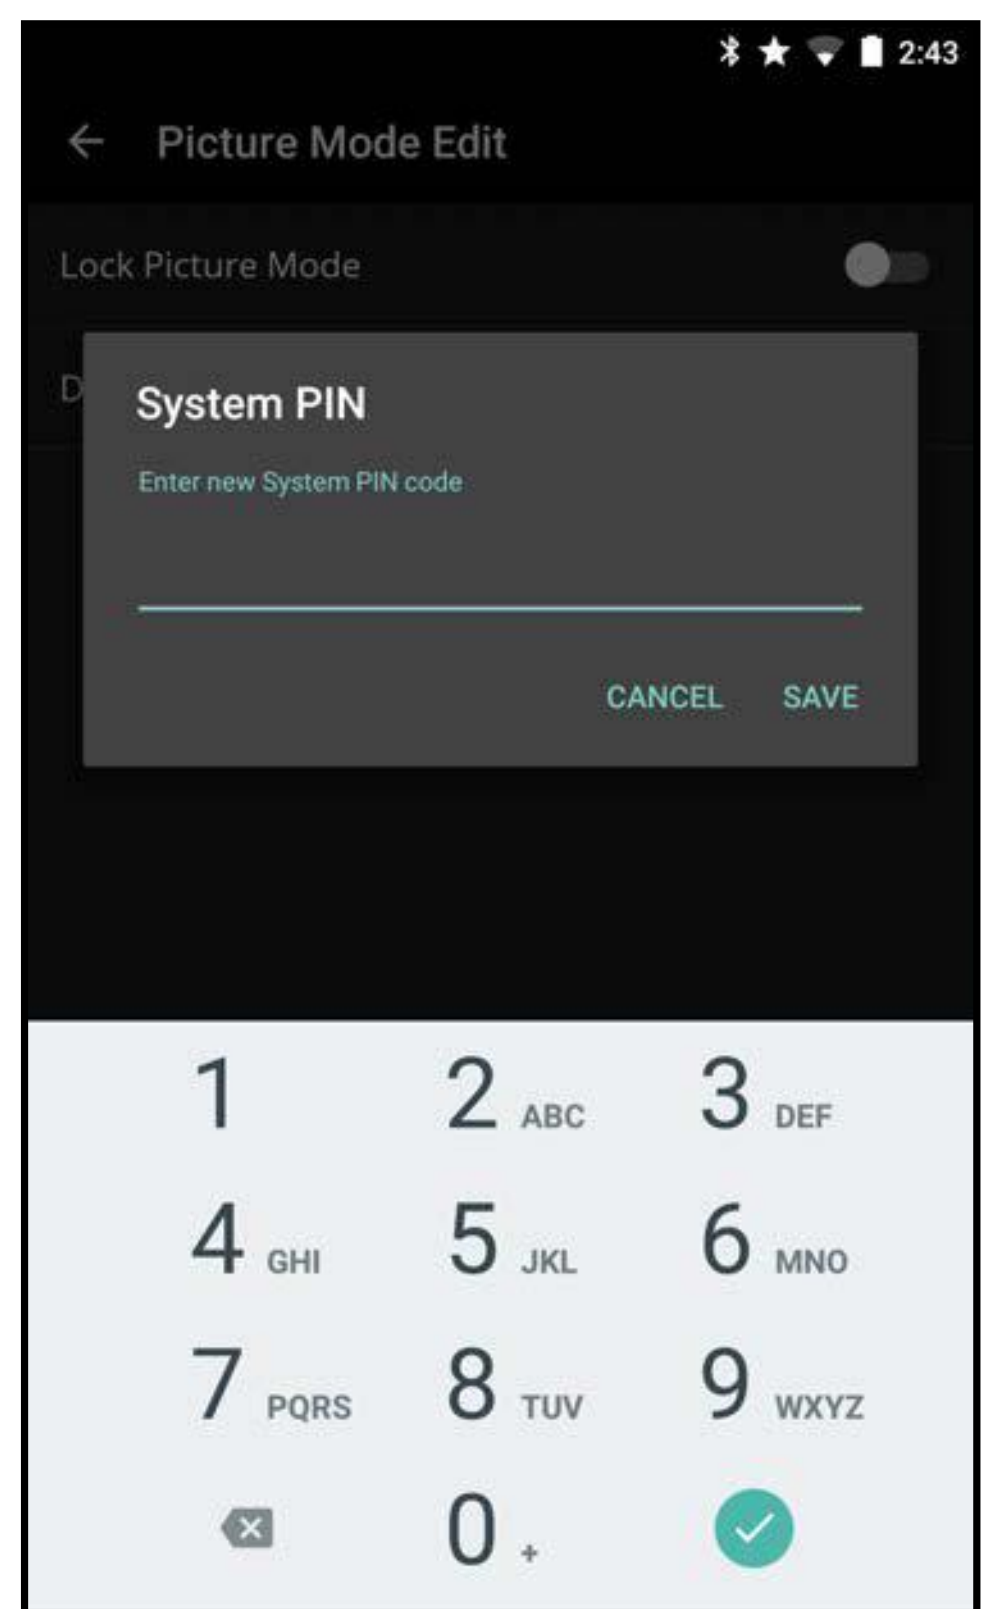 2:43
Picture Mode Edit
Lock Picture Mode
D
System PIN
Enter new System PIN code
CANCEL SAVE
1 2 ABC 3 DEF
4 GHI 5 JKL 6 MNO
7 PQRS 8 TUV 9 WXYZ
0 +